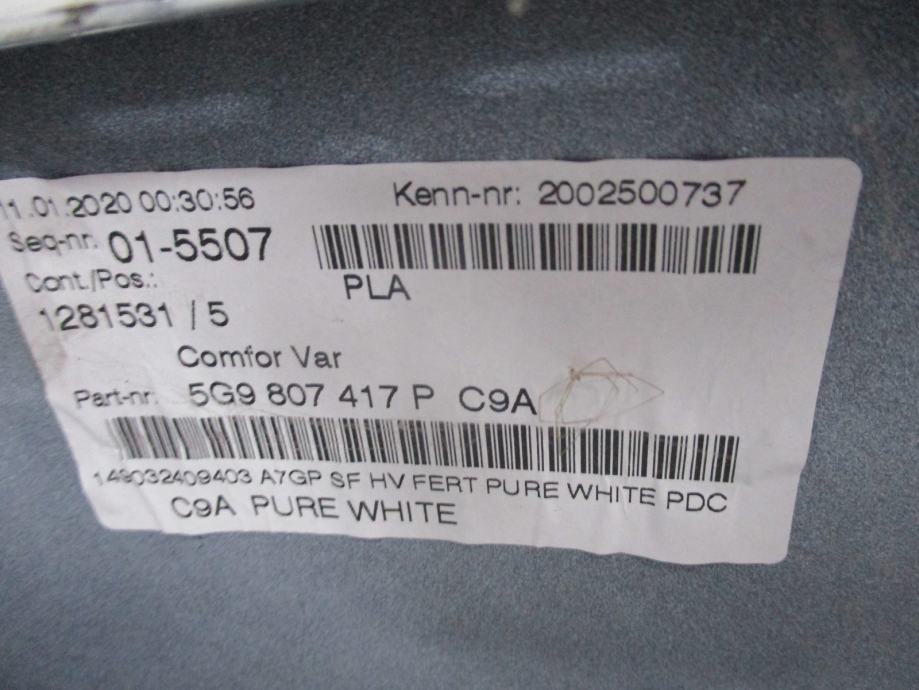 11.01.2020 00:30:56
Kenn-nr: 2002500737
Seq-nr. 01-5507
PLA
Cont./Pos.:
1281531 / 5
Comfor Var
Part-nr: 5G9 807 417 P C9A
149032409403 A7GP SF HV FERT PURE WHITE PDC
C9A PURE WHITE